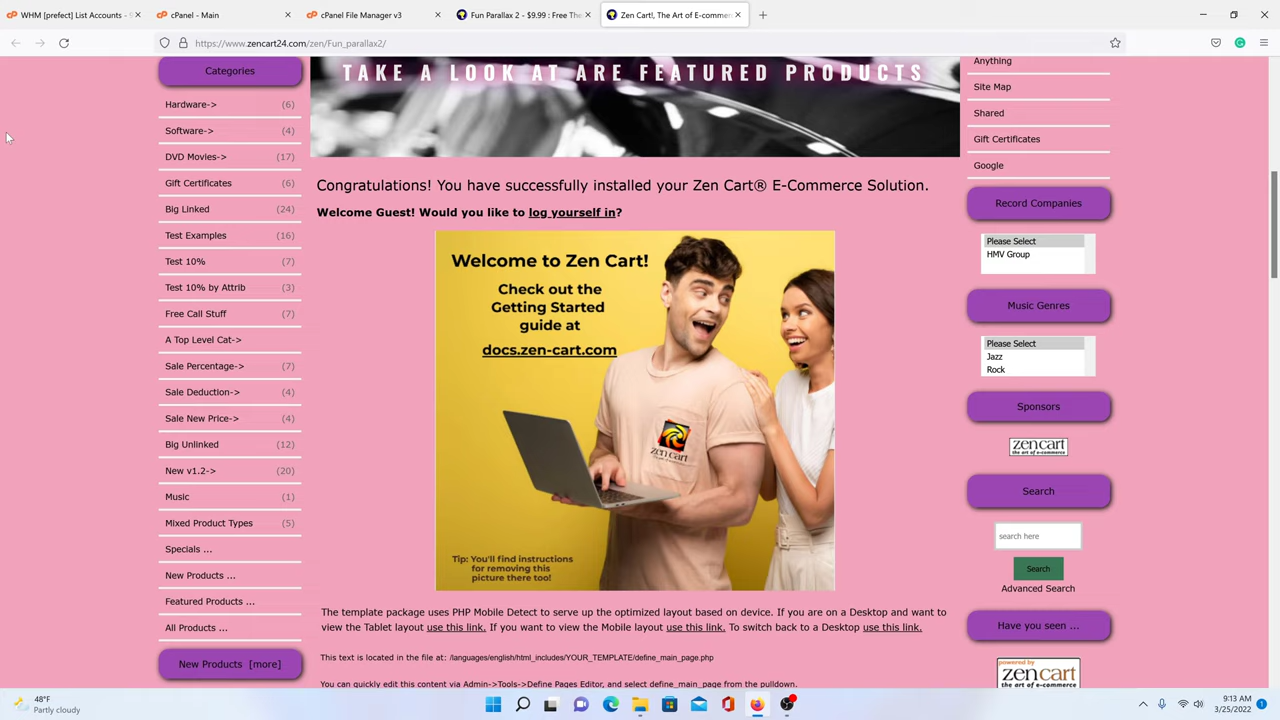 WHM [prefect] List Accounts - 9
cPanel - Main
cPanel File Manager v3
Fun Parallax 2 - $9.99 : Free The
Zen Cart!, The Art of E-commer
https://www.zencart24.com/zen/Fun_parallax2/
Categories
Hardware-> (6)
Software-> (4)
DVD Movies-> (17)
Gift Certificates (6)
Big Linked (24)
Test Examples (16)
Test 10% (7)
Test 10% by Attrib (3)
Free Call Stuff (7)
A Top Level Cat->
Sale Percentage-> (7)
Sale Deduction-> (4)
Sale New Price-> (4)
Big Unlinked (12)
New v1.2-> (20)
Music (1)
Mixed Product Types (5)
Specials ...
New Products ...
Featured Products ...
All Products ...
New Products [more]
TAKE A LOOK AT ARE FEATURED PRODUCTS
Congratulations! You have successfully installed your Zen Cart® E-Commerce Solution.
Welcome Guest! Would you like to log yourself in?
Welcome to Zen Cart!
Check out the
Getting Started
guide at
docs.zen-cart.com
zen cart
Tip: You'll find instructions
for removing this
picture there too!
The template package uses PHP Mobile Detect to serve up the optimized layout based on device. If you are on a Desktop and want to
view the Tablet layout use this link. If you want to view the Mobile layout use this link. To switch back to a Desktop use this link.
This text is located in the file at: /languages/english/html_includes/YOUR_TEMPLATE/define_main_page.php
can quickly edit this content via Admin->Tools->Define Pages Editor, and select define_main_page from the pulldown.
Anything
Site Map
Shared
Gift Certificates
Google
Record Companies
Please Select
HMV Group
Music Genres
Please Select
Jazz
Rock
Sponsors
zencart
the art of e-commerce
Search
search here
Search
Advanced Search
Have you seen ...
powered by
zencart
the art of e-commerce
48°F
Partly cloudy
9:13 AM
3/25/2022